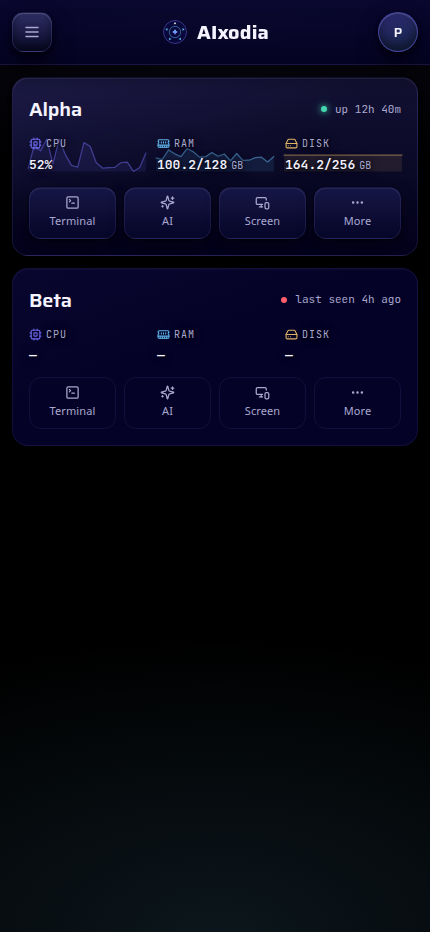 AIxodia
P
Alpha
up 12h 40m
CPU
RAM
DISK
52%
100.2/128 GB
164.2/256 GB
Terminal
AI
Screen
More
Beta
last seen 4h ago
CPU
RAM
DISK
—
—
—
Terminal
AI
Screen
More